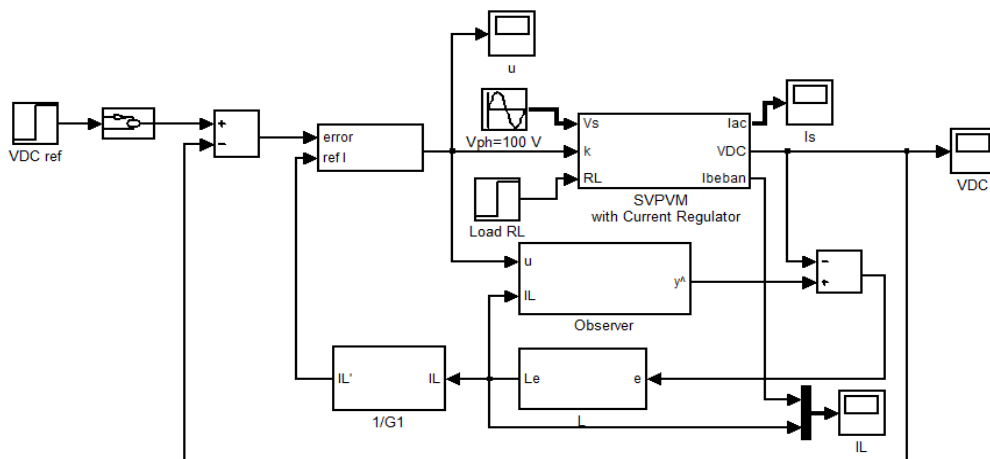 u
VDC ref
+
−
error
ref I
Vph=100 V
Load RL
Vs
k
RL
Iac
VDC
Ibeban
SVPVM
with Current Regulator
Is
VDC
u
IL
y^
Observer
−
+
IL'
IL
1/G1
Le
e
L
IL